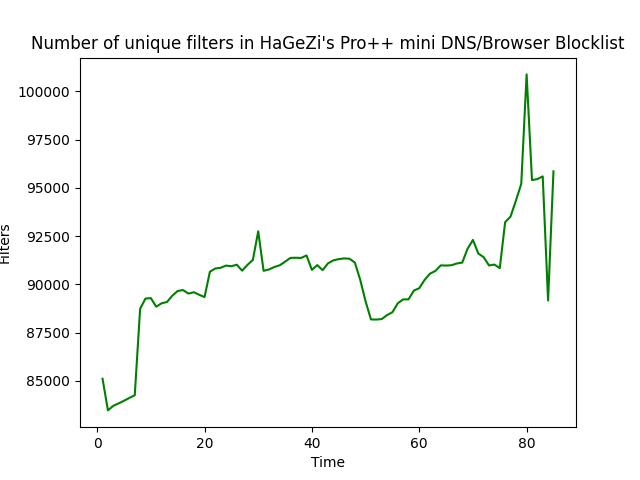 Number of unique filters in HaGeZi's Pro++ mini DNS/Browser Blocklist
100000
97500
95000
92500
90000
87500
85000
Filters
0 20 40 60 80
Time